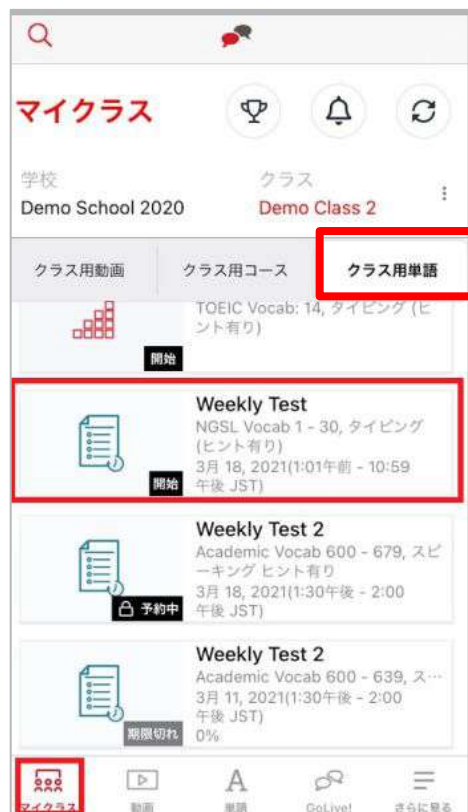 マイクラス
学校
クラス
Demo School 2020
Demo Class 2
クラス用動画
クラス用コース
クラス用単語
TOEIC Vocab: 14, タイピング (ヒ
ント有り)
開始
Weekly Test
NGSL Vocab 1 - 30, タイピング
(ヒント有り)
3月 18, 2021(1:01午前 - 10:59
午後 JST)
開始
Weekly Test 2
Academic Vocab 600 - 679, スピ
ーキング ヒント有り
3月 18, 2021(1:30午後 - 2:00
午後 JST)
予約中
Weekly Test 2
Academic Vocab 600 - 639, ス…
3月 11, 2021(1:30午後 - 2:00
午後 JST)
0%
期限切れ
マイクラス
動画
A
単語
GoLive!
さらに見る